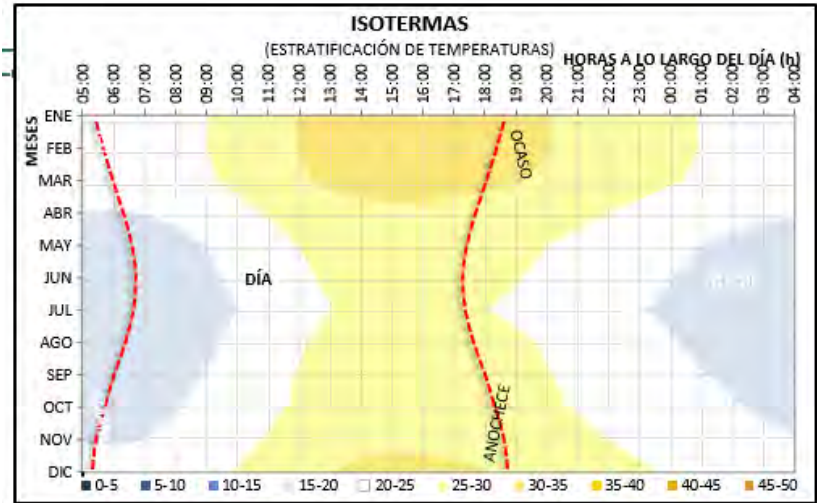 ISOTERMAS
(ESTRATIFICACIÓN DE TEMPERATURAS)
HORAS A LO LARGO DEL DÍA (h)
05:00 06:00 07:00 08:00 09:00 10:00 11:00 12:00 13:00 14:00 15:00 16:00 17:00 18:00 19:00 20:00 21:00 22:00 23:00 00:00 01:00 02:00 03:00 04:00
MESES
ENE
FEB
MAR
ABR
MAY
JUN
JUL
AGO
SEP
OCT
NOV
DIC
OCASO
DÍA
ANOCHECE
0-5 5-10 10-15 15-20 20-25 25-30 30-35 35-40 40-45 45-50